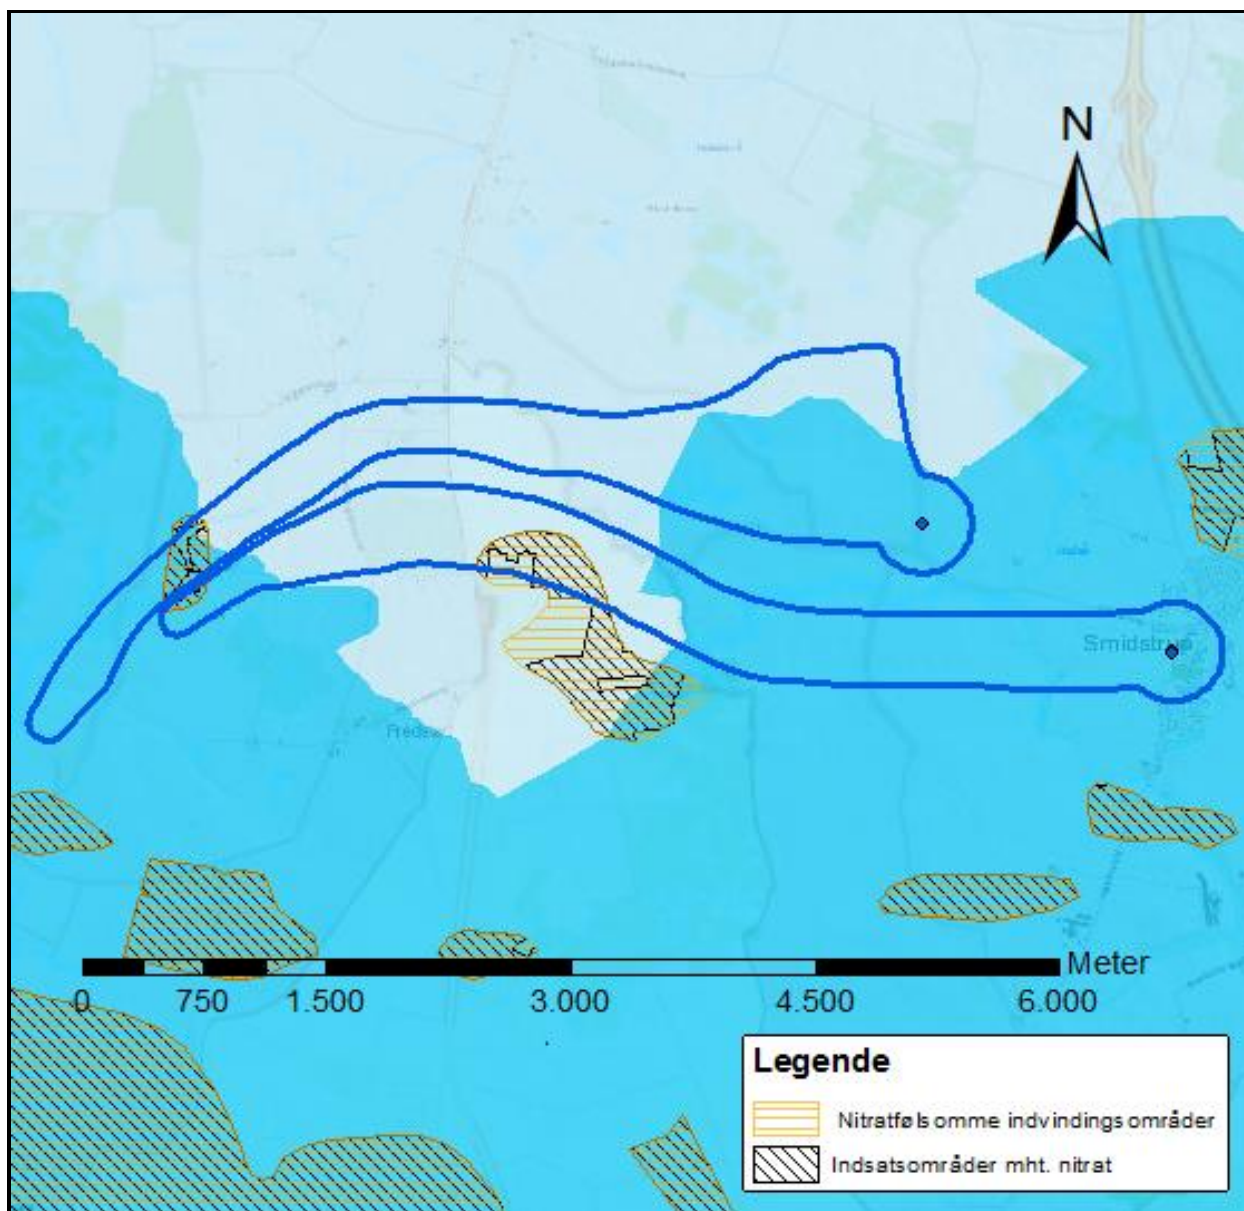 N
Smidstrup
Meter
0 750 1.500 3.000 4.500 6.000
Legende
Nitratfølsomme indvindingsområder
Indsatsområder mht. nitrat